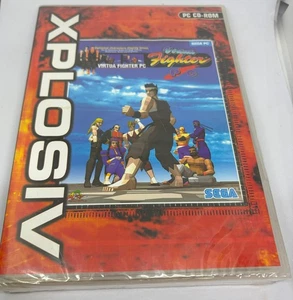 PC CD-ROM
XPLOSIV
SEGA PC
Virtua
Fighter
VIRTUA FIGHTER PC
SEGA